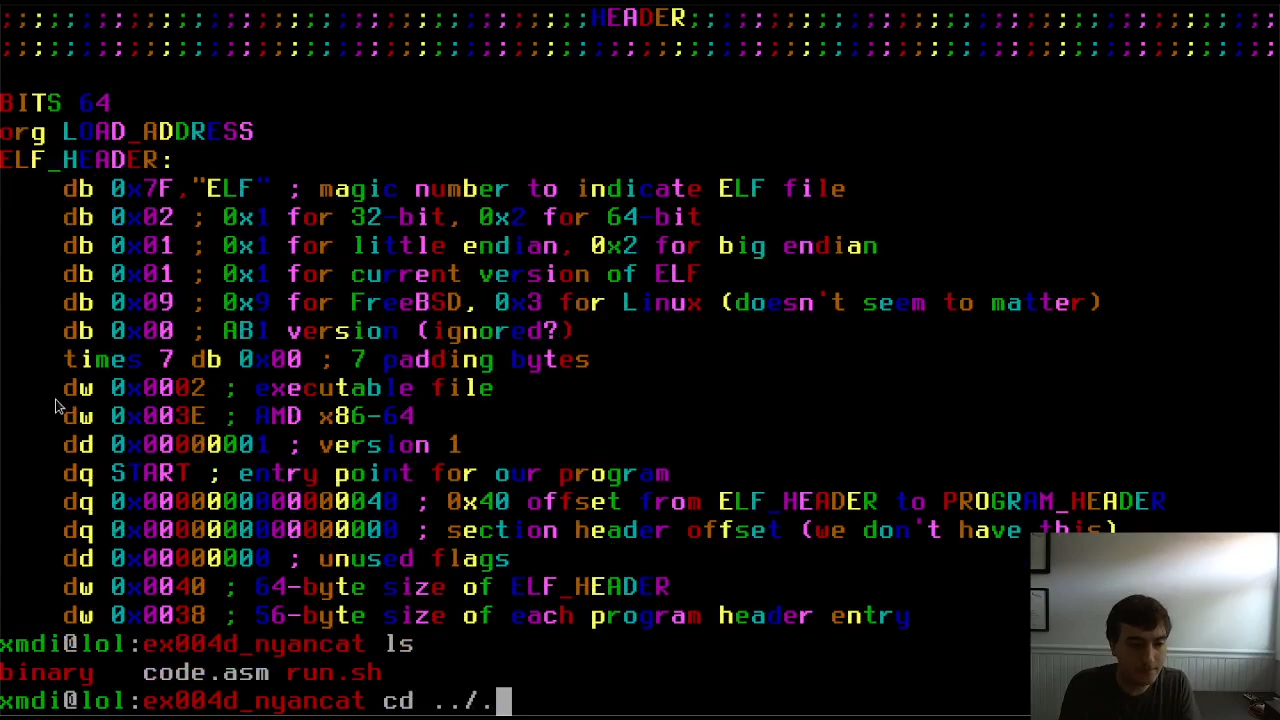 ;;;;;;;;;;;;;;;;;;;;;;;;;;;;;;;;;;;;;HEADER;;;;;;;;;;;;;;;;;;;;;;;;;;;;;;;;;;;;;
;;;;;;;;;;;;;;;;;;;;;;;;;;;;;;;;;;;;;;;;;;;;;;;;;;;;;;;;;;;;;;;;;;;;;;;;;;;;;;;;
BITS 64
org LOAD_ADDRESS
ELF_HEADER:
db 0x7F,"ELF" ; magic number to indicate ELF file
db 0x02 ; 0x1 for 32-bit, 0x2 for 64-bit
db 0x01 ; 0x1 for little endian, 0x2 for big endian
db 0x01 ; 0x1 for current version of ELF
db 0x09 ; 0x9 for FreeBSD, 0x3 for Linux (doesn't seem to matter)
db 0x00 ; ABI version (ignored?)
times 7 db 0x00 ; 7 padding bytes
dw 0x0002 ; executable file
dw 0x003E ; AMD x86-64
dd 0x00000001 ; version 1
dq START ; entry point for our program
dq 0x0000000000000040 ; 0x40 offset from ELF_HEADER to PROGRAM_HEADER
dq 0x0000000000000000 ; section header offset (we don't have this)
dd 0x00000000 ; unused flags
dw 0x0040 ; 64-byte size of ELF_HEADER
dw 0x0038 ; 56-byte size of each program header entry
xmdi@lol:ex004d_nyancat ls
binary code.asm run.sh
xmdi@lol:ex004d_nyancat cd ../.